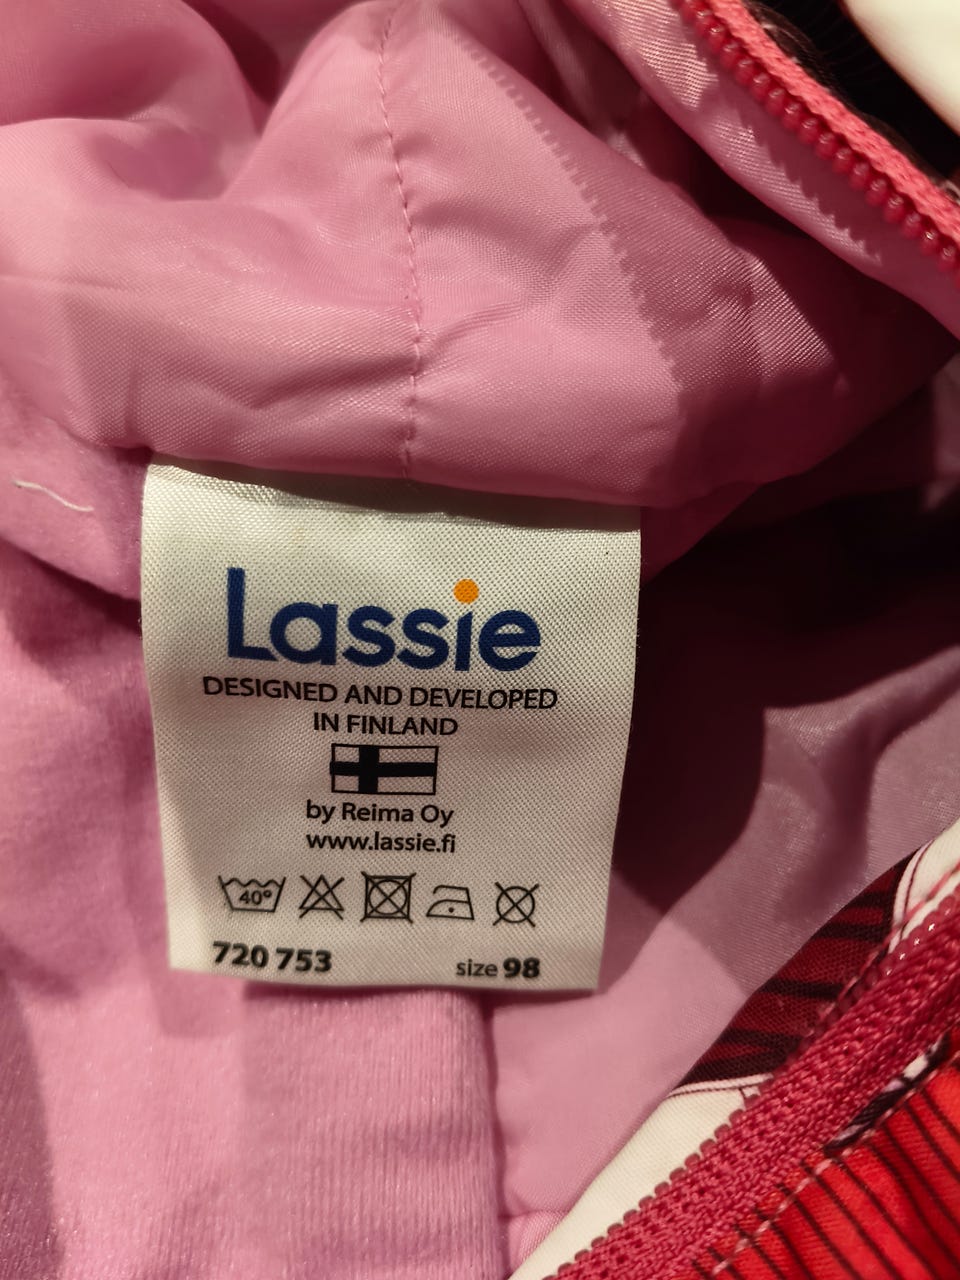 Lassie
DESIGNED AND DEVELOPED
IN FINLAND
by Reima Oy
www.lassie.fi
40°
720 753 size 98